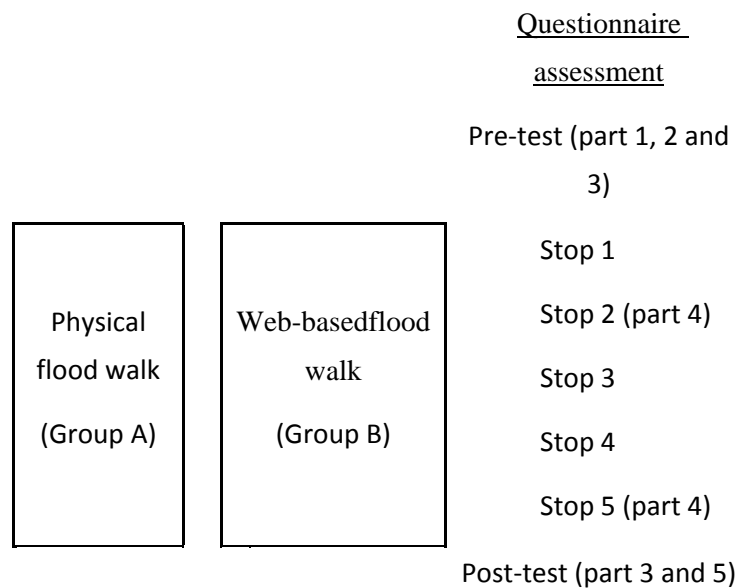 Questionnaire
assessment
Pre-test (part 1, 2 and
3)
Stop 1
Physical
flood walk
(Group A)
Web-basedflood
walk
(Group B)
Stop 2 (part 4)
Stop 3
Stop 4
Stop 5 (part 4)
Post-test (part 3 and 5)